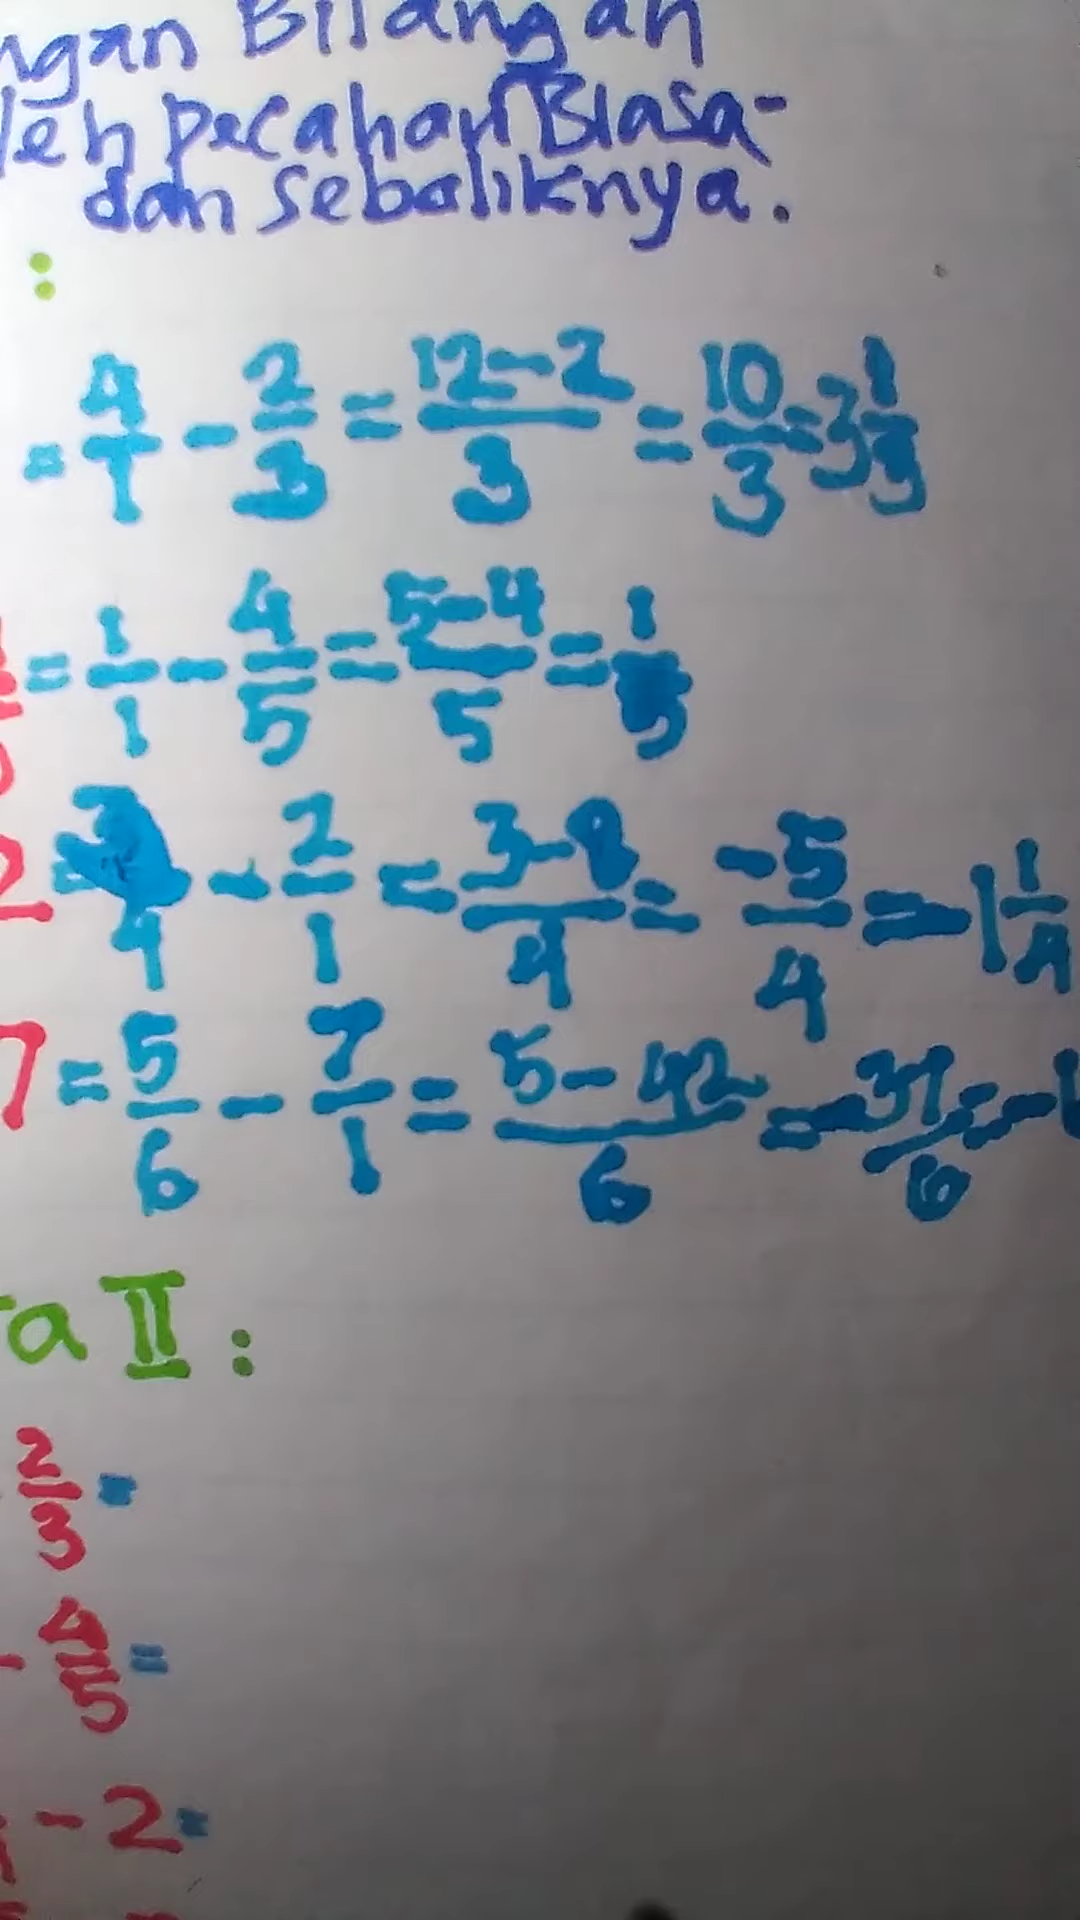 ngan Bilangan
leh pecahan Biasa-
dan sebaliknya.
:
= 4/1 - 2/3 = 12-2/3 = 10/3 = 3 1/3
= 1/1 - 4/5 = 5-4/5 = 1/5
2 = 3/4 - 2/1 = 3-8/4 = -5/4 = -1 1/4
7 = 5/6 - 7/1 = 5-42/6 = -37/6 = -
a II :
2/3 =
- 4/5 =
- 2 =